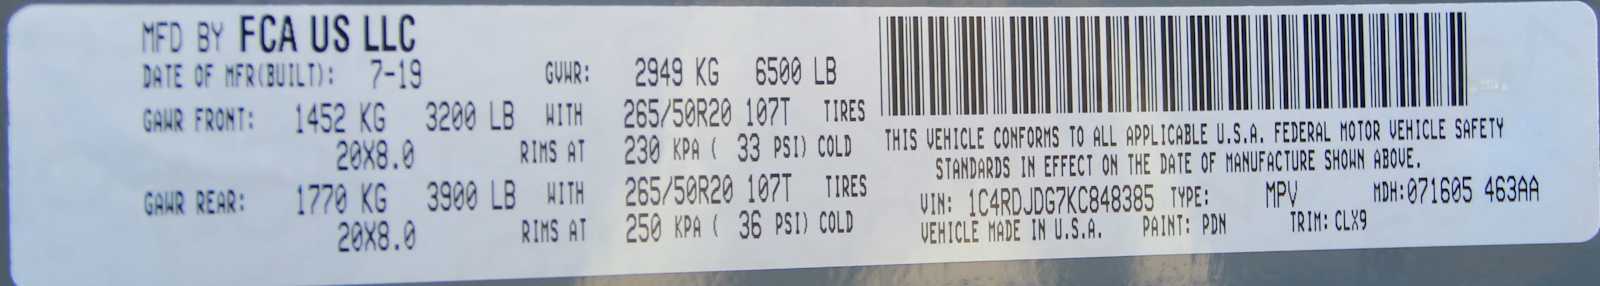 MFD BY FCA US LLC
DATE OF MFR(BUILT): 7-19 GVWR: 2949 KG 6500 LB
GAWR FRONT: 1452 KG 3200 LB WITH 265/50R20 107T TIRES
20X8.0 RIMS AT 230 KPA ( 33 PSI) COLD
GAWR REAR: 1770 KG 3900 LB WITH 265/50R20 107T TIRES
20X8.0 RIMS AT 250 KPA ( 36 PSI) COLD
THIS VEHICLE CONFORMS TO ALL APPLICABLE U.S.A. FEDERAL MOTOR VEHICLE SAFETY
STANDARDS IN EFFECT ON THE DATE OF MANUFACTURE SHOWN ABOVE.
VIN: 1C4RDJDG7KC848385 TYPE: MPV MDH:071605 463AA
VEHICLE MADE IN U.S.A. PAINT: PDN TRIM: CLX9